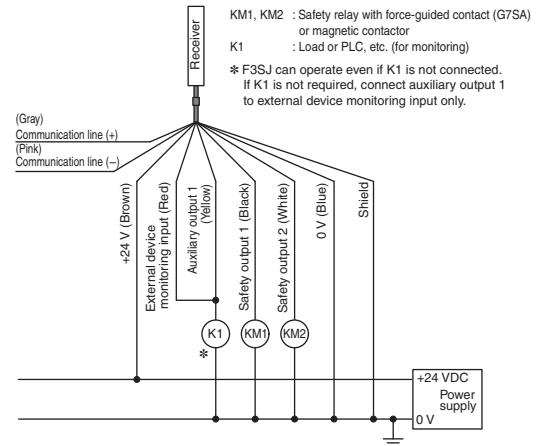 Receiver
KM1, KM2 : Safety relay with force-guided contact (G7SA)
or magnetic contactor
K1 : Load or PLC, etc. (for monitoring)
* F3SJ can operate even if K1 is not connected.
If K1 is not required, connect auxiliary output 1
to external device monitoring input only.
(Gray)
Communication line (+)
(Pink)
Communication line (−)
+24 V (Brown)
External device
monitoring input (Red)
Auxiliary output 1
(Yellow)
Safety output 1 (Black)
Safety output 2 (White)
0 V (Blue)
Shield
K1
KM1
KM2
*
+24 VDC
Power
supply
0 V